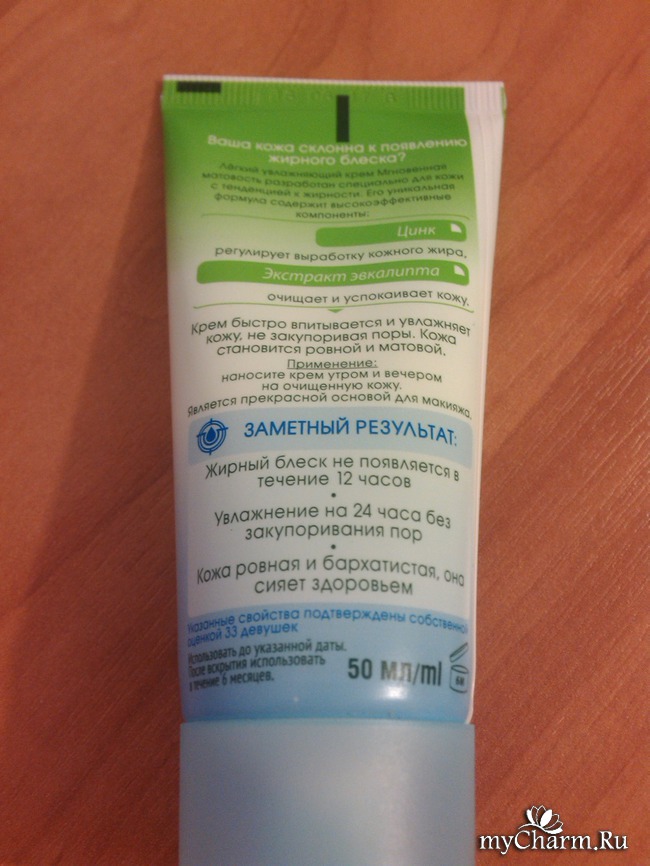 Ваша кожа склонна к появлению
жирного блеска?
Лёгкий увлажняющий крем Мгновенная
матовость разработан специально для кожи
с тенденцией к жирности. Его уникальная
формула содержит высокоэффективные
компоненты:
Цинк
регулирует выработку кожного жира,
Экстракт эвкалипта
очищает и успокаивает кожу.
Крем быстро впитывается и увлажняет
кожу, не закупоривая поры. Кожа
становится ровной и матовой.
Применение:
наносите крем утром и вечером
на очищенную кожу.
Является прекрасной основой для макияжа.
ЗАМЕТНЫЙ РЕЗУЛЬТАТ:
Жирный блеск не появляется в
течение 12 часов
•
Увлажнение на 24 часа без
закупоривания пор
•
Кожа ровная и бархатистая, она
сияет здоровьем
Указанные свойства подтверждены собственной
оценкой 33 девушек
Использовать до указанной даты.
После вскрытия использовать
в течение 6 месяцев.
50 мл/ml
6M
myCharm.Ru